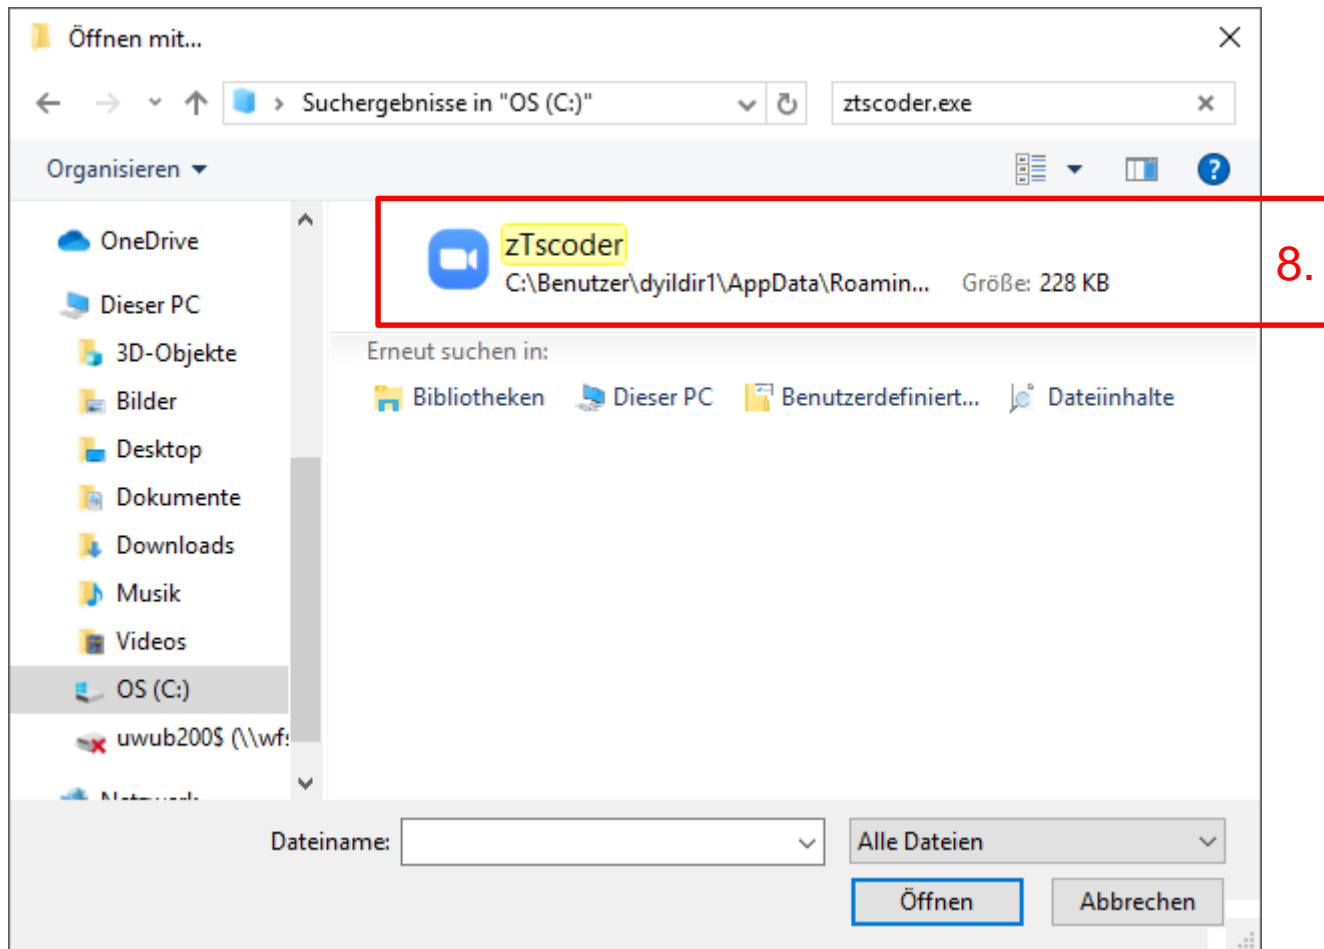 Öffnen mit...
Suchergebnisse in "OS (C:)"
ztscoder.exe
Organisieren
OneDrive
Dieser PC
3D-Objekte
Bilder
Desktop
Dokumente
Downloads
Musik
Videos
OS (C:)
uwub200$ (\\wfs
Netzwerk
zTscoder
C:\Benutzer\dyildir1\AppData\Roamin... Größe: 228 KB
8.
Erneut suchen in:
Bibliotheken Dieser PC Benutzerdefiniert... Dateiinhalte
Dateiname:
Alle Dateien
Öffnen Abbrechen